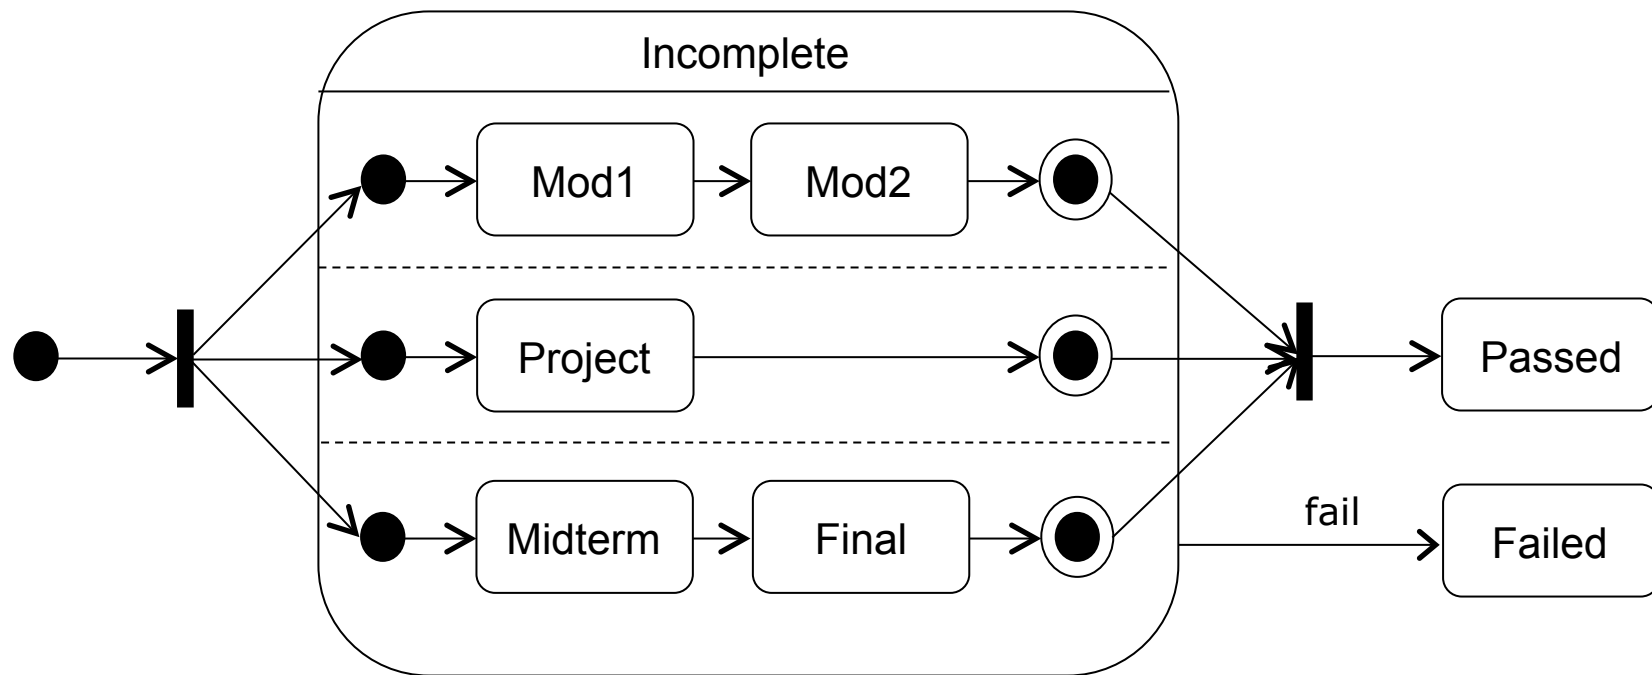 Incomplete
Mod1
Mod2
Project
Passed
Midterm
Final
fail
Failed